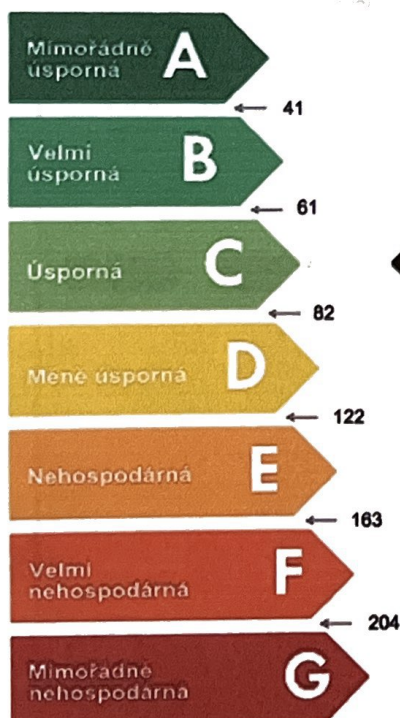 Mimořádně
úsporná
A
41
Velmi
úsporná
B
61
Úsporná
C
82
Méně úsporná
D
122
Nehospodárná
E
163
Velmi
nehospodárná
F
204
Mimořádně
nehospodárná
G